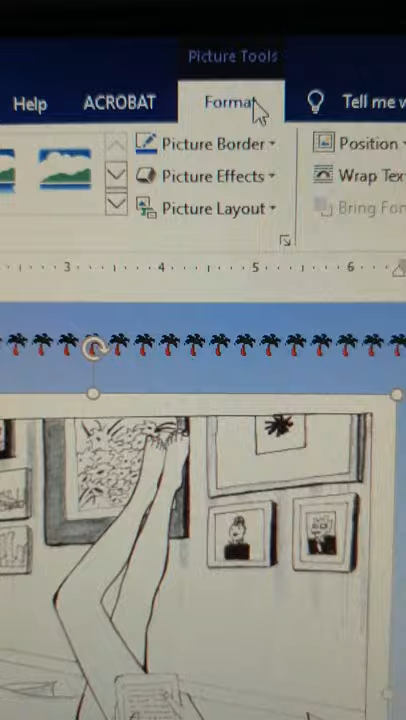 Picture Tools
Help ACROBAT Format Tell me w
Picture Border Position
Picture Effects Wrap Text
Picture Layout Bring For
3 4 5 6